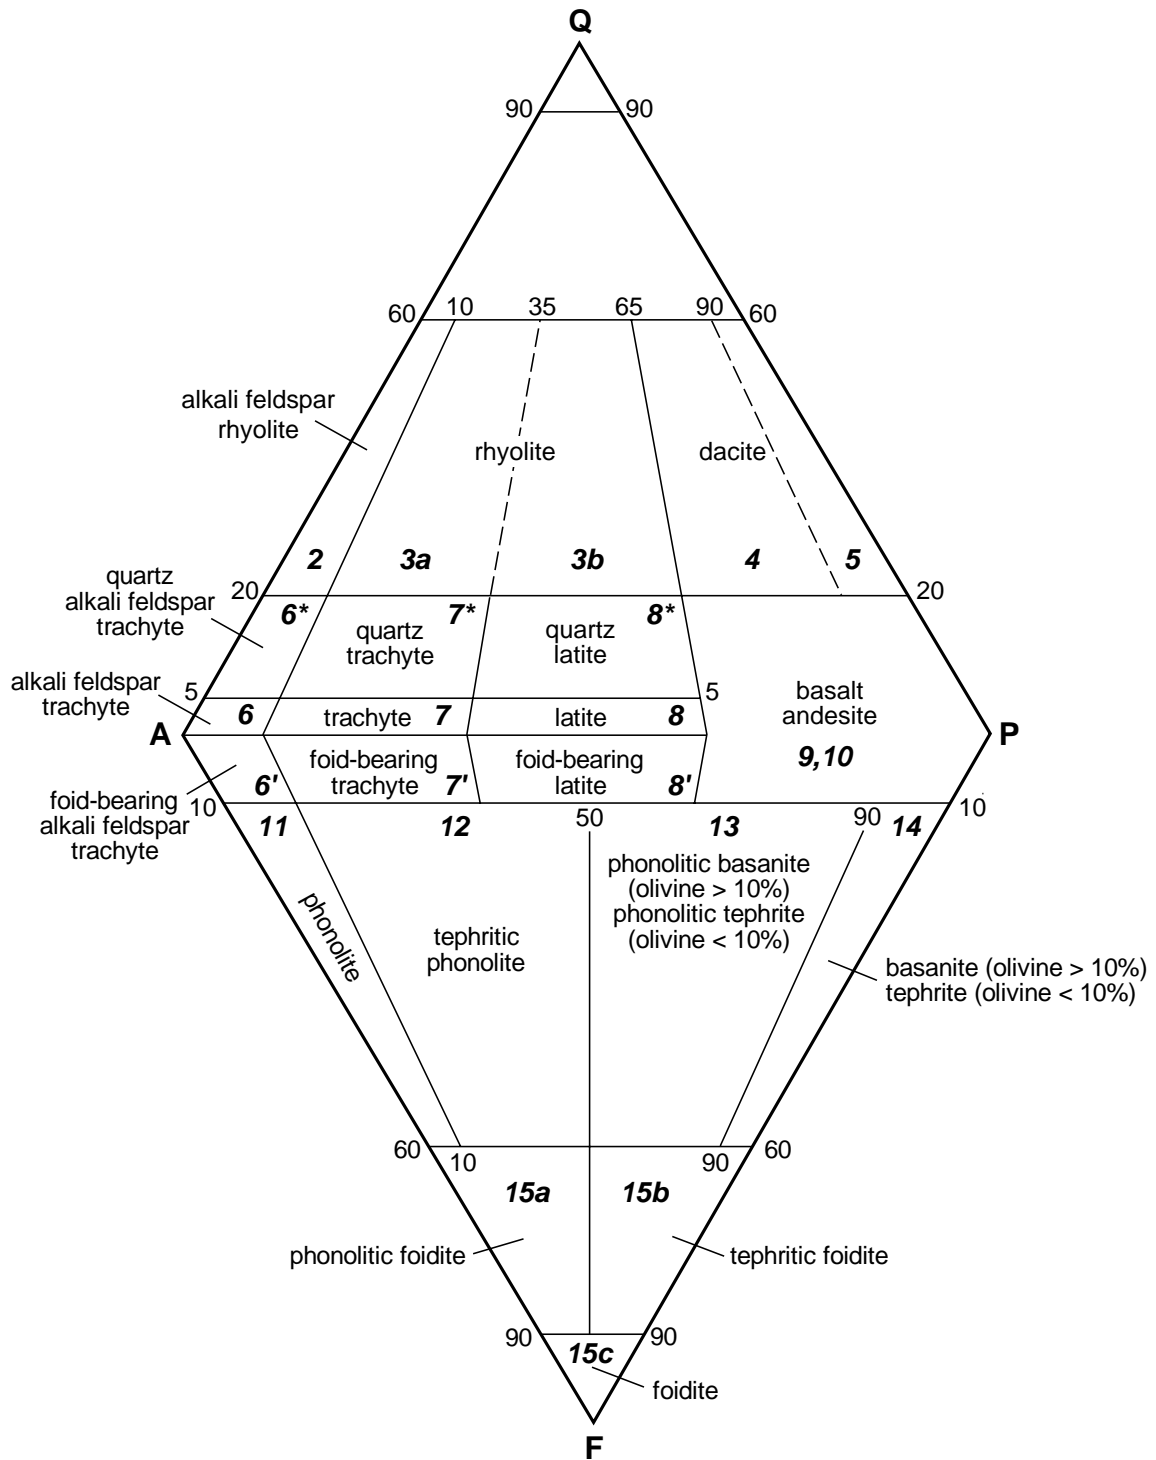 Q
90 90
60 10 35 65 90 60
alkali feldspar
rhyolite
rhyolite dacite
2 3a 3b 4 5
20 20
quartz
alkali feldspar
trachyte
6* 7* 8*
quartz
trachyte
quartz
latite
alkali feldspar
trachyte
5 5
6 trachyte 7 latite 8
basalt
andesite
9,10
A P
foid-bearing
trachyte
foid-bearing
latite
6' 7' 8'
foid-bearing
alkali feldspar
trachyte
10 10
11 12 50 13 90 14
phonolitic basanite
(olivine > 10%)
phonolitic tephrite
(olivine < 10%)
phonolite
tephritic
phonolite
basanite (olivine > 10%)
tephrite (olivine < 10%)
60 10 90 60
15a 15b
phonolitic foidite tephritic foidite
90 90
15c
foidite
F